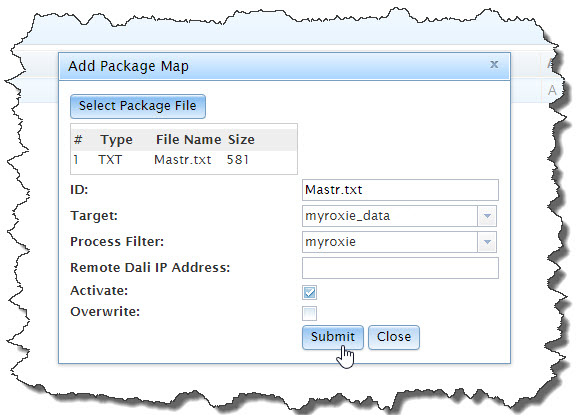 Add Package Map x
A
A
Select Package File
# Type File Name Size
1 TXT Mastr.txt 581
ID: Mastr.txt
Target: myroxie_data
Process Filter: myroxie
Remote Dali IP Address:
Activate:
Overwrite:
Submit Close